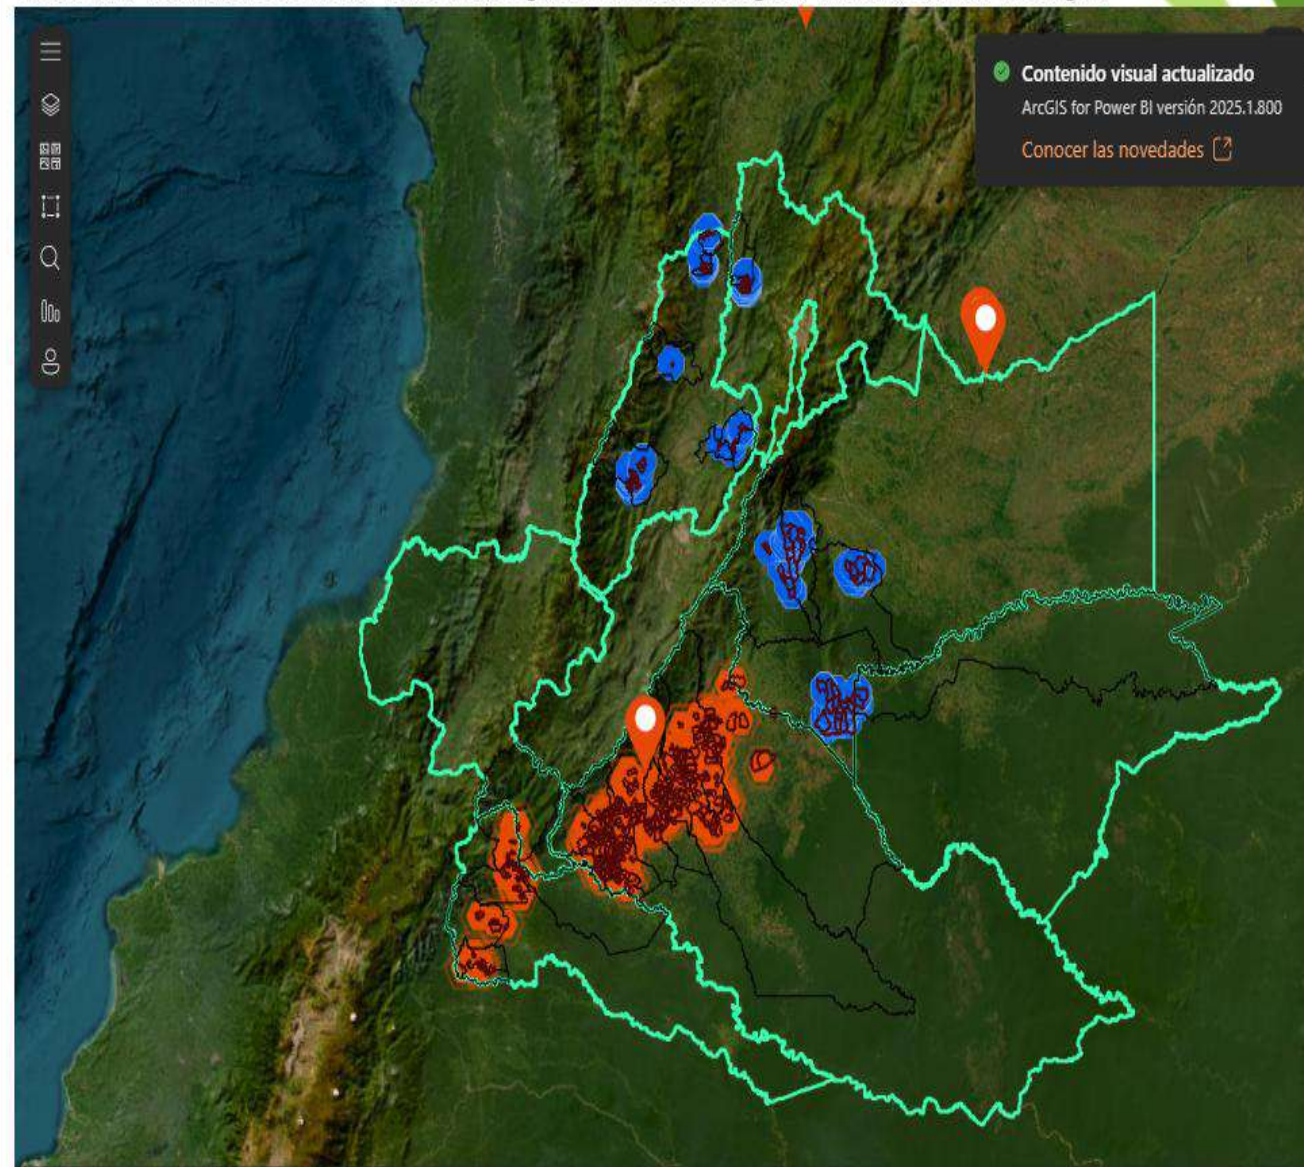 Contenido visual actualizado
ArcGIS for Power BI versión 2025.1.800
Conocer las novedades